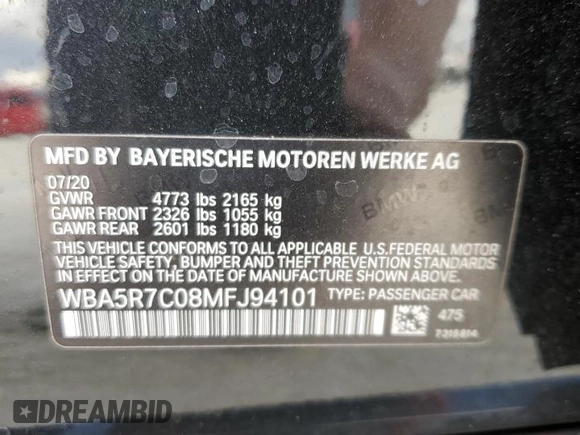 MFD BY BAYERISCHE MOTOREN WERKE AG
07/20
GVWR 4773 lbs 2165 kg
GAWR FRONT 2326 lbs 1055 kg
GAWR REAR 2601 lbs 1180 kg
THIS VEHICLE CONFORMS TO ALL APPLICABLE U.S.FEDERAL MOTOR
VEHICLE SAFETY, BUMPER AND THEFT PREVENTION STANDARDS
IN EFFECT ON THE DATE OF MANUFACTURE SHOWN ABOVE.
WBA5R7C08MFJ94101 TYPE: PASSENGER CAR
475
7318814
BMW
DREAMBID